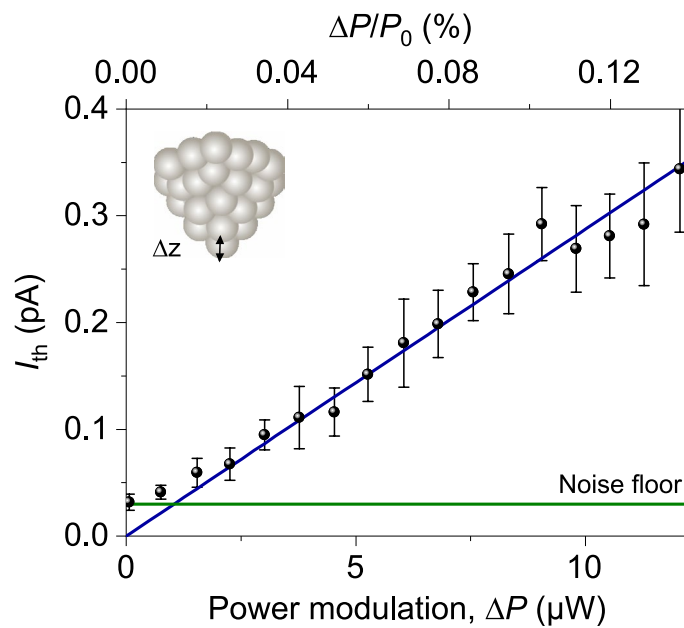 ΔP/P₀ (%)
0.00 0.04 0.08 0.12
0.4
0.3
0.2
0.1
0.0
I_th (pA)
Δz
Noise floor
0 5 10
Power modulation, ΔP (µW)